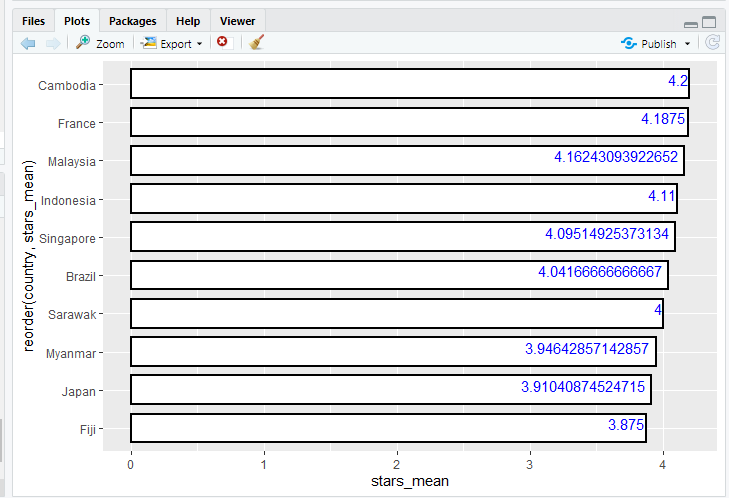 Files Plots Packages Help Viewer
Zoom Export Publish
Cambodia 4.2
France 4.1875
Malaysia 4.16243093922652
Indonesia 4.11
Singapore 4.09514925373134
Brazil 4.04166666666667
Sarawak 4
Myanmar 3.94642857142857
Japan 3.91040874524715
Fiji 3.875
reorder(country, stars_mean)
0 1 2 3 4
stars_mean